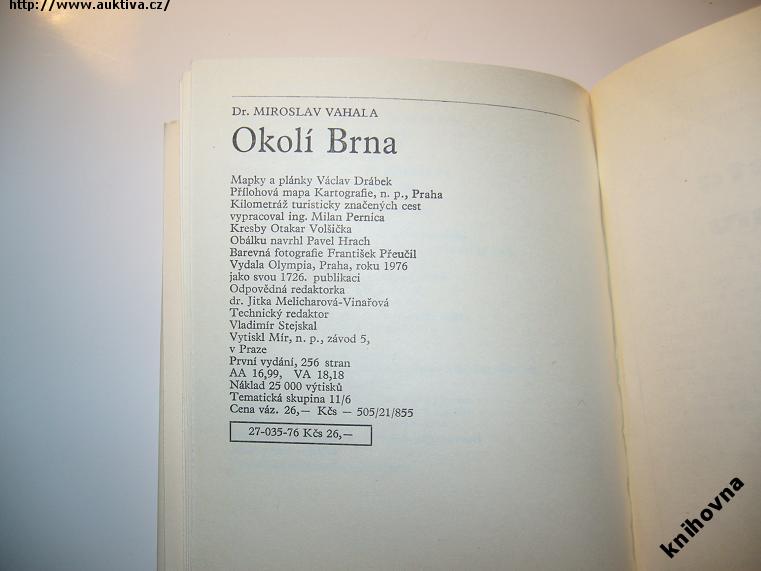 http://www.auktiva.cz/
Dr. MIROSLAV VAHALA
Okolí Brna
Mapky a plánky Václav Drábek
Přílohová mapa Kartografie, n. p., Praha
Kilometráž turisticky značených cest
vypracoval ing. Milan Pernica
Kresby Otakar Volšička
Obálku navrhl Pavel Hrach
Barevná fotografie František Přeučil
Vydala Olympia, Praha, roku 1976
jako svou 1726. publikaci
Odpovědná redaktorka
dr. Jitka Melicharová-Vinařová
Technický redaktor
Vladimír Stejskal
Vytiskl Mír, n. p., závod 5,
v Praze
První vydání, 256 stran
AA 16,99, VA 18,18
Náklad 25 000 výtisků
Tematická skupina 11/6
Cena váz. 26,— Kčs — 505/21/855
27-035-76 Kčs 26,—
knihovna